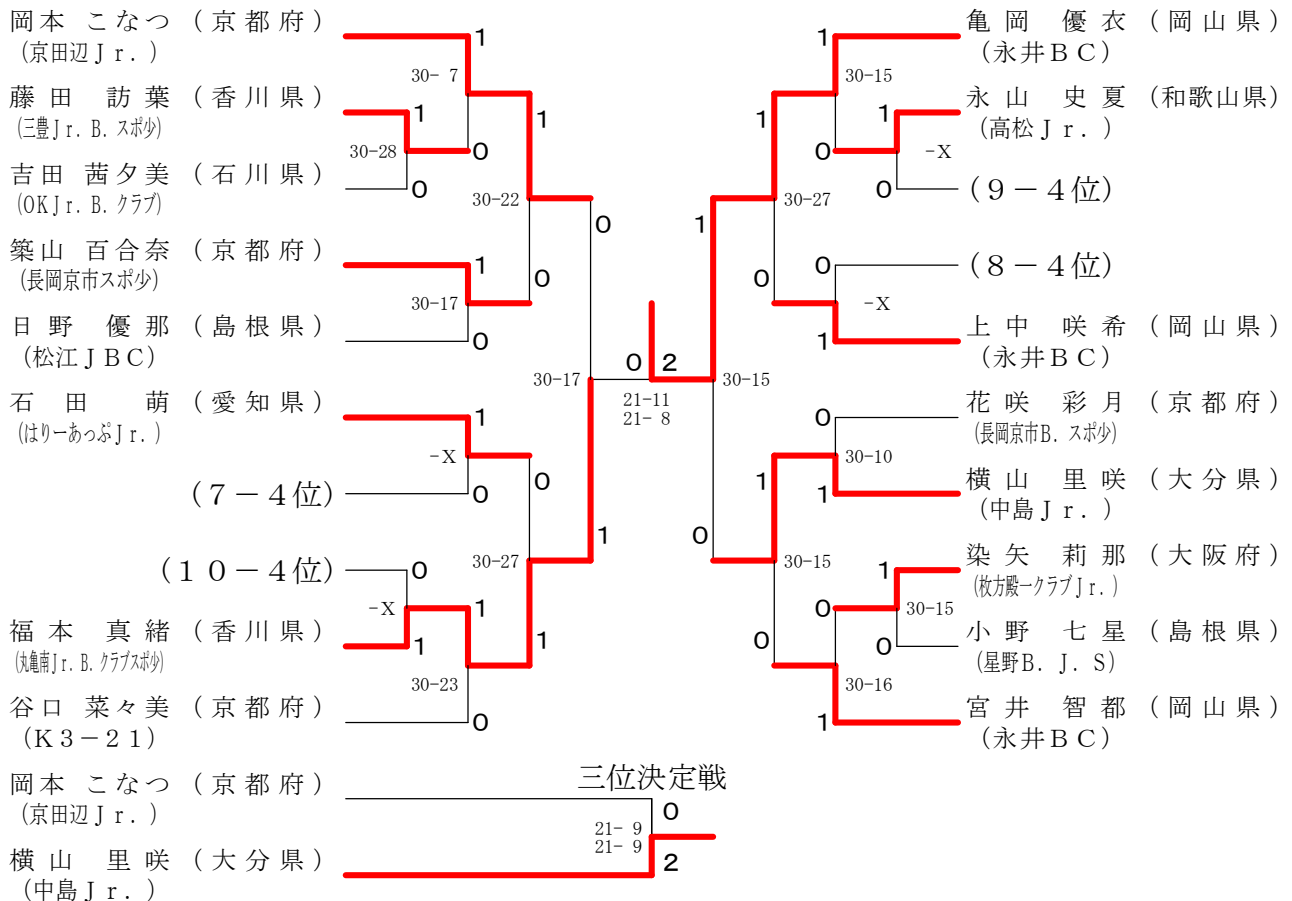 岡本 こなつ （京都府）
(京田辺Ｊｒ．)
1
30- 7
藤田 訪葉 （香川県）
(三豊Jr. B. スポ少)
1
1
30-28
0
吉田 茜夕美 （石川県）
(OKJr. B. クラブ)
0
30-22
0
築山 百合奈 （京都府）
(長岡京市スポ少)
1
0
30-17
日野 優那 （島根県）
(松江ＪＢＣ)
0
30-17
石田 萌 （愛知県）
(はりーあっぷJr. )
1
-X
0
（７－４位）
0
1
（１０－４位）
0
30-27
-X
1
福本 真緒 （香川県）
(丸亀南Jr. B. クラブスポ少)
1
1
30-23
谷口 菜々美 （京都府）
(Ｋ３－２１)
0
0
2
21-11
21- 8
亀岡 優衣 （岡山県）
(永井ＢＣ)
1
30-15
永山 史夏 （和歌山県）
(高松Ｊｒ．)
1
1
0
-X
（９－４位）
0
30-27
1
（８－４位）
0
0
-X
上中 咲希 （岡山県）
(永井ＢＣ)
1
30-15
花咲 彩月 （京都府）
(長岡京市B. スポ少)
0
30-10
横山 里咲 （大分県）
(中島Ｊｒ．)
1
1
0
30-15
染矢 莉那 （大阪府）
(枚方殿一クラブJr. )
1
0
30-15
小野 七星 （島根県）
(星野B. J. S)
0
0
30-16
宮井 智都 （岡山県）
(永井ＢＣ)
1
三位決定戦
岡本 こなつ （京都府）
(京田辺Ｊｒ．)
0
21- 9
21- 9
横山 里咲 （大分県）
(中島Ｊｒ．)
2